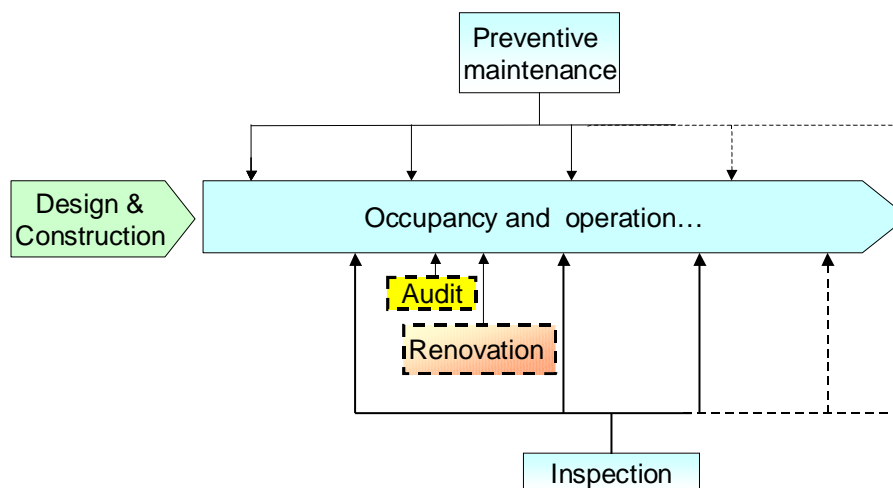 Preventive
maintenance
Design &
Construction
Occupancy and operation…
Audit
Renovation
Inspection